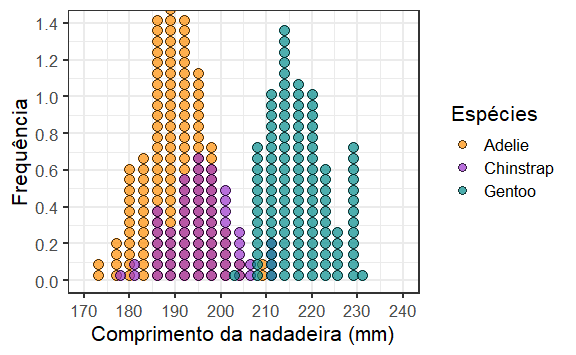 1.4
1.2
1.0
0.8
0.6
0.4
0.2
0.0
Frequência
170 180 190 200 210 220 230 240
Comprimento da nadadeira (mm)
Espécies
Adelie
Chinstrap
Gentoo